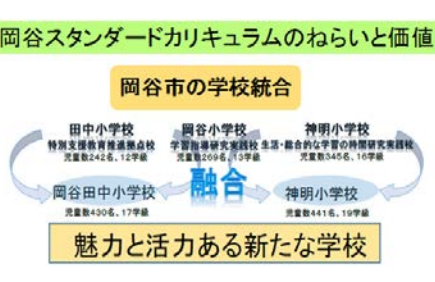 岡谷スタンダードカリキュラムのねらいと価値
岡谷市の学校統合
田中小学校 岡谷小学校 神明小学校
特別支援教育推進拠点校 学習指導研究実践校 生活・総合的な学習の時間研究実践校
児童数242名、12学級 児童数269名、13学級 児童数345名、16学級
融合
岡谷田中小学校 神明小学校
児童数430名、17学級 児童数441名、19学級
魅力と活力ある新たな学校